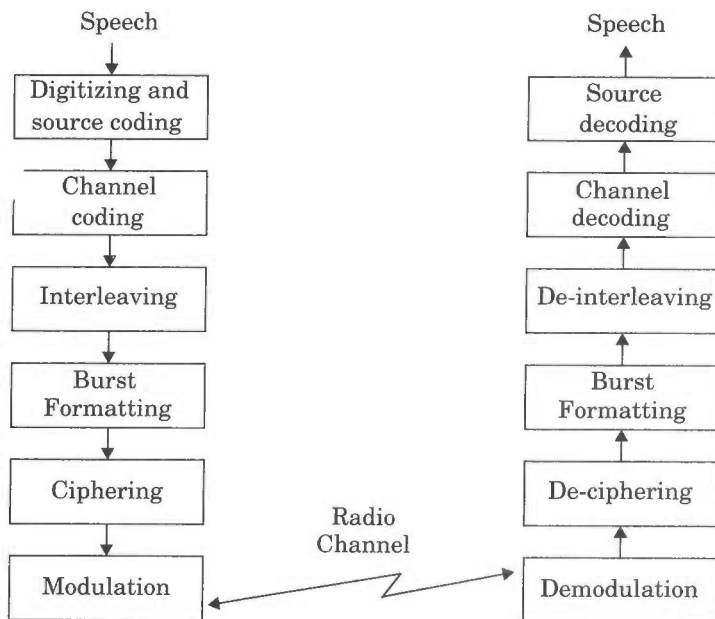 Speech
Digitizing and
source coding
Channel
coding
Interleaving
Burst
Formatting
Ciphering
Modulation
Radio
Channel
Speech
Source
decoding
Channel
decoding
De-interleaving
Burst
Formatting
De-ciphering
Demodulation